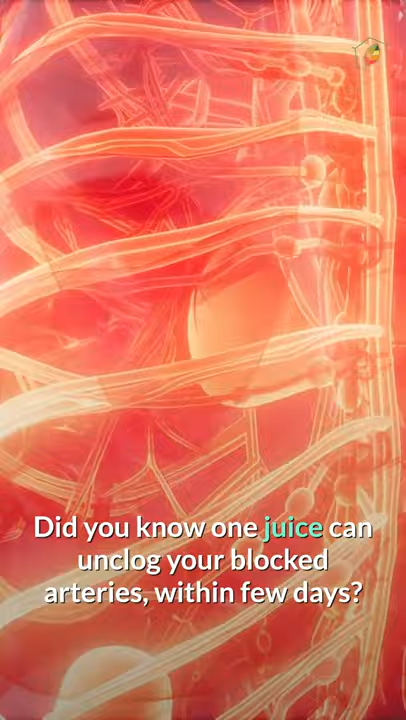 Did you know one juice can
unclog your blocked
arteries, within few days?